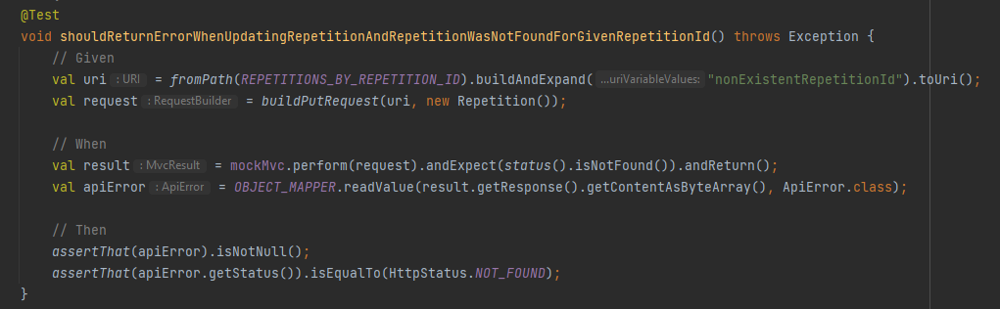 @Test
void shouldReturnErrorWhenUpdatingRepetitionAndRepetitionWasNotFoundForGivenRepetitionId() throws Exception {
// Given
val uri : URI = fromPath(REPETITIONS_BY_REPETITION_ID).buildAndExpand( ...uriVariableValues: "nonExistentRepetitionId").toUri();
val request : RequestBuilder = buildPutRequest(uri, new Repetition());
// When
val result : MvcResult = mockMvc.perform(request).andExpect(status().isNotFound()).andReturn();
val apiError : ApiError = OBJECT_MAPPER.readValue(result.getResponse().getContentAsByteArray(), ApiError.class);
// Then
assertThat(apiError).isNotNull();
assertThat(apiError.getStatus()).isEqualTo(HttpStatus.NOT_FOUND);
}